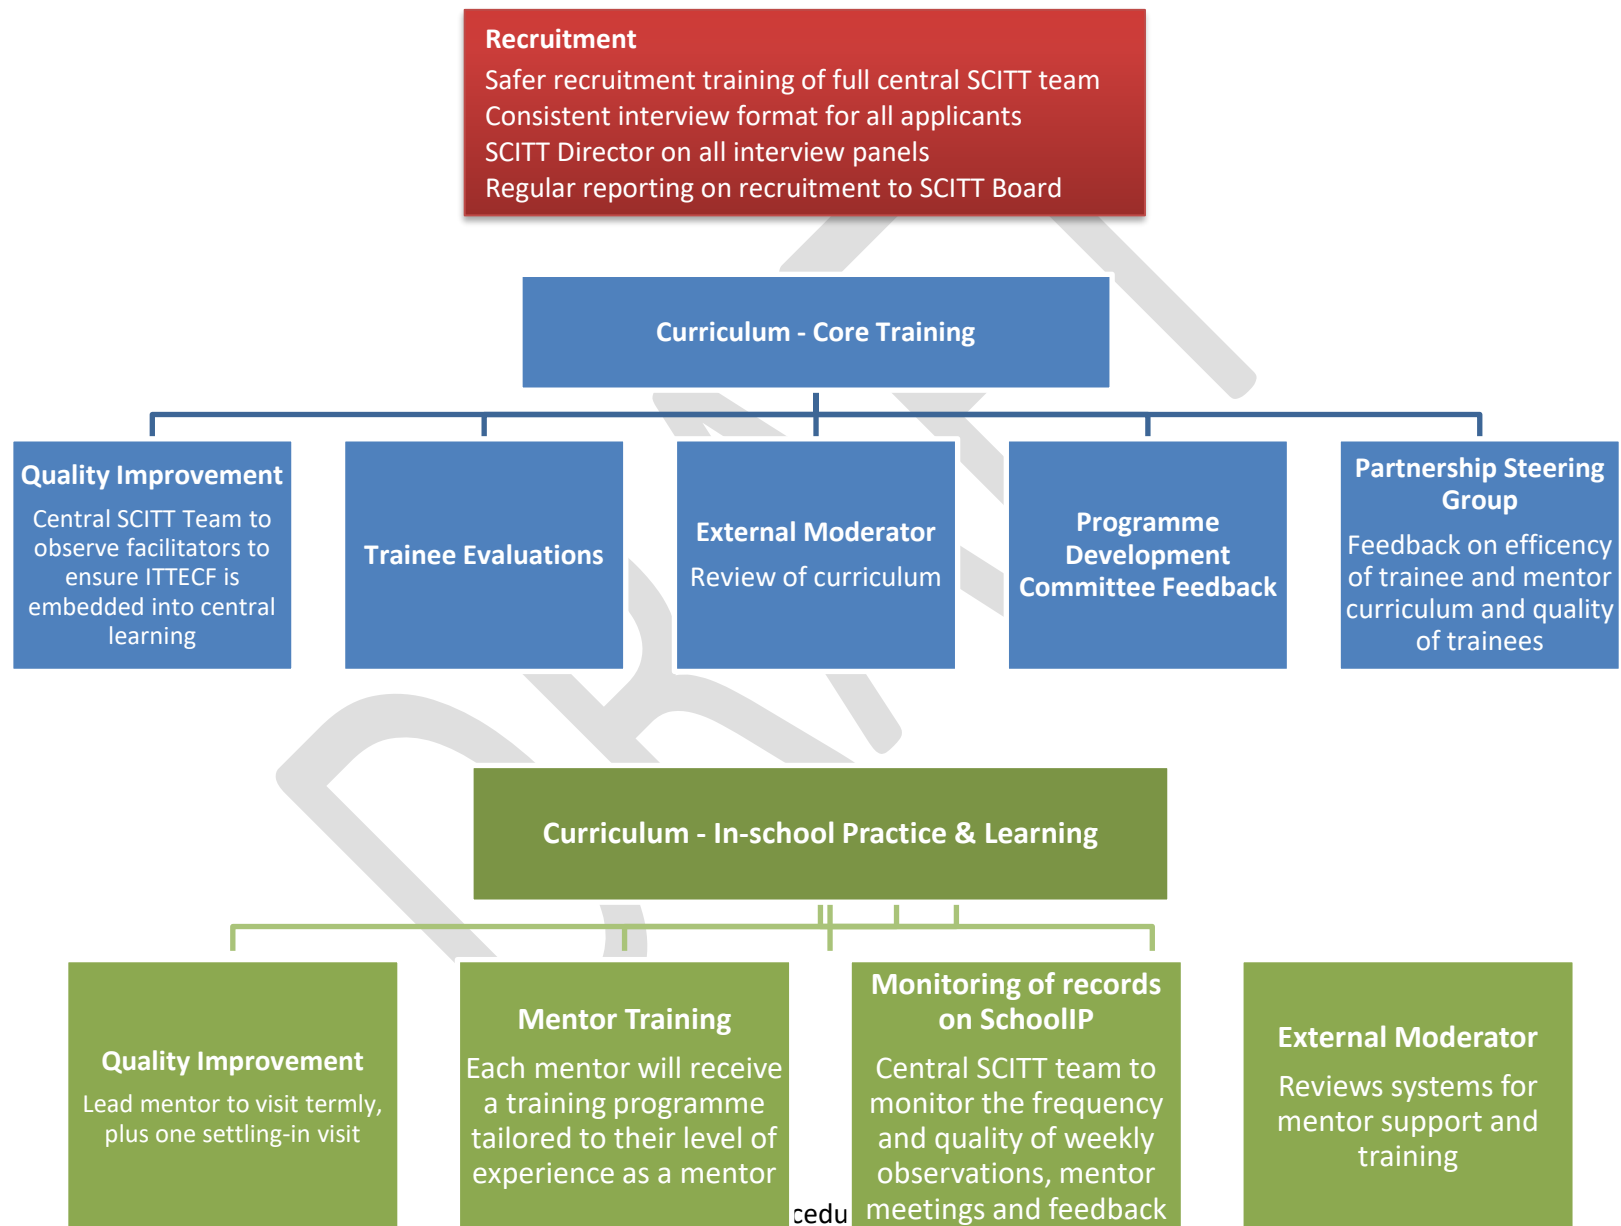 Recruitment
Safer recruitment training of full central SCITT team
Consistent interview format for all applicants
SCITT Director on all interview panels
Regular reporting on recruitment to SCITT Board
Curriculum - Core Training
Quality Improvement
Central SCITT Team to
observe facilitators to
ensure ITTECF is
embedded into central
learning
Trainee Evaluations
External Moderator
Review of curriculum
Programme
Development
Committee Feedback
Partnership Steering
Group
Feedback on efficency
of trainee and mentor
curriculum and quality
of trainees
Curriculum - In-school Practice & Learning
Quality Improvement
Lead mentor to visit termly,
plus one settling-in visit
Mentor Training
Each mentor will receive
a training programme
tailored to their level of
experience as a mentor
Monitoring of records
on SchoolIP
Central SCITT team to
monitor the frequency
and quality of weekly
observations, mentor
meetings and feedback
External Moderator
Reviews systems for
mentor support and
training
cedu
DRAFT